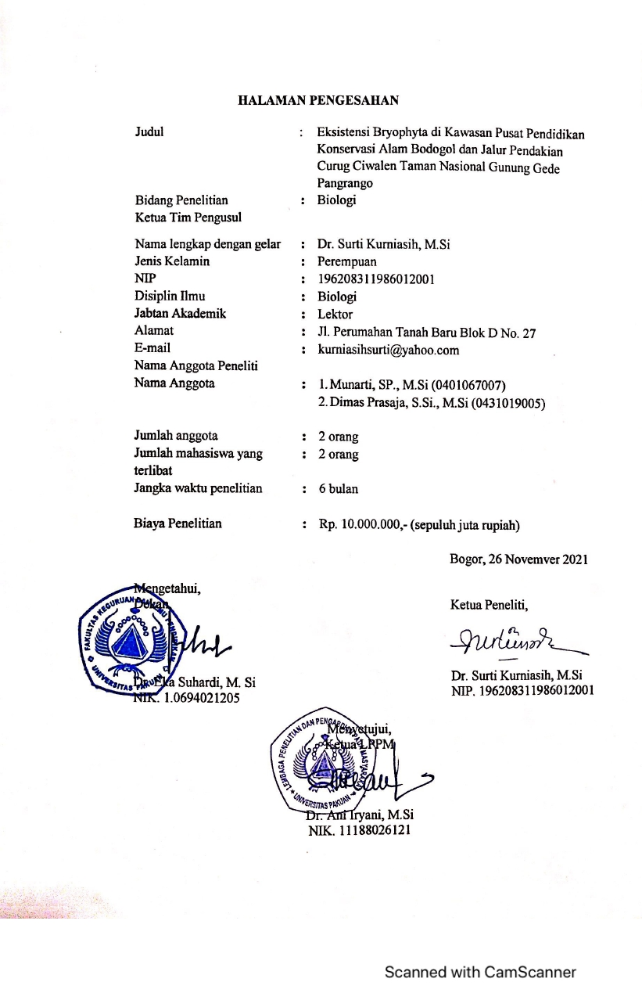 HALAMAN PENGESAHAN
Judul : Eksistensi Bryophyta di Kawasan Pusat Pendidikan
Konservasi Alam Bodogol dan Jalur Pendakian
Curug Ciwalen Taman Nasional Gunung Gede
Pangrango
Bidang Penelitian : Biologi
Ketua Tim Pengusul
Nama lengkap dengan gelar : Dr. Surti Kurniasih, M.Si
Jenis Kelamin : Perempuan
NIP : 196208311986012001
Disiplin Ilmu : Biologi
Jabtan Akademik : Lektor
Alamat : Jl. Perumahan Tanah Baru Blok D No. 27
E-mail : kurniasihsurti@yahoo.com
Nama Anggota Peneliti
Nama Anggota : 1. Munarti, SP., M.Si (0401067007)
2. Dimas Prasaja, S.Si., M.Si (0431019005)
Jumlah anggota : 2 orang
Jumlah mahasiswa yang : 2 orang
terlibat
Jangka waktu penelitian : 6 bulan
Biaya Penelitian : Rp. 10.000.000,- (sepuluh juta rupiah)
Bogor, 26 Novemver 2021
Mengetahui,
Dekan
FAKULTAS KEGURUAN DAN ILMU PENDIDIKAN
UNIVERSITAS PAKUAN
Dr. Eka Suhardi, M. Si
NIK. 1.0694021205
Ketua Peneliti,
Dr. Surti Kurniasih, M.Si
NIP. 196208311986012001
Menyetujui,
Ketua LPPM
LEMBAGA PENELITIAN DAN PENGABDIAN PADA MASYARAKAT
UNIVERSITAS PAKUAN
Dr. Ani Iryani, M.Si
NIK. 11188026121
Scanned with CamScanner